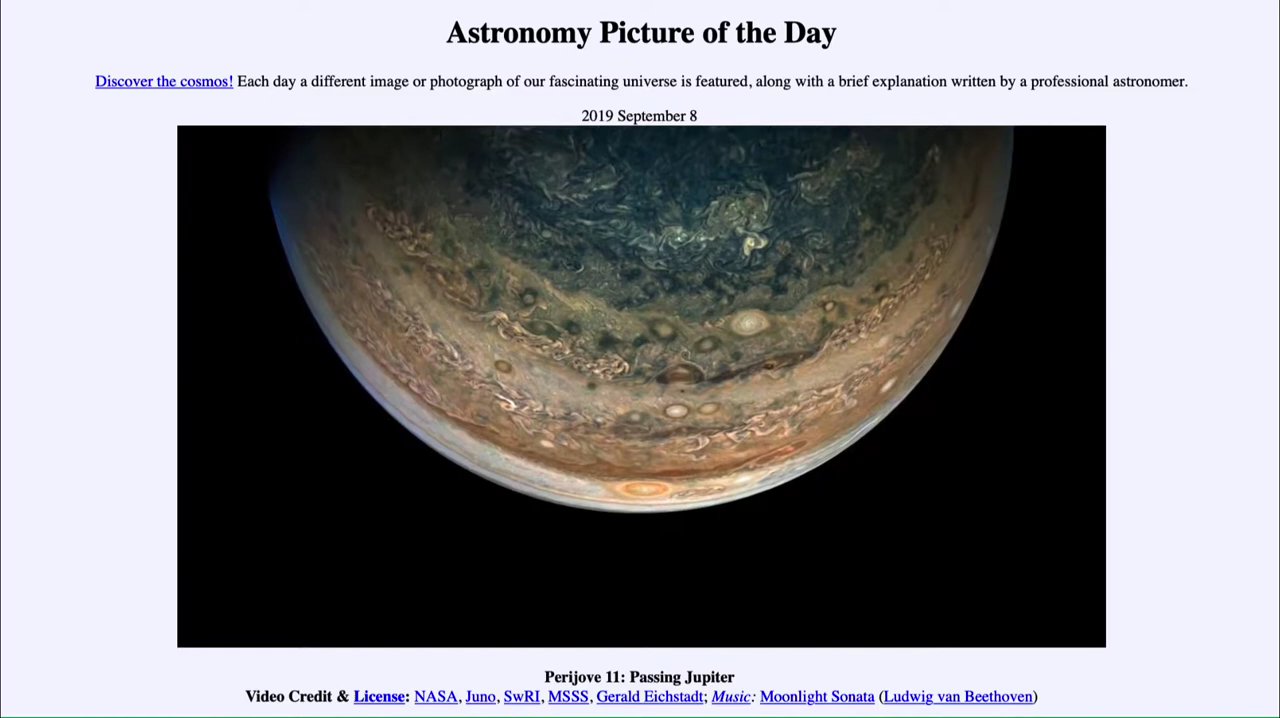 Astronomy Picture of the Day
Discover the cosmos! Each day a different image or photograph of our fascinating universe is featured, along with a brief explanation written by a professional astronomer.
2019 September 8
Perijove 11: Passing Jupiter
Video Credit & License: NASA, Juno, SwRI, MSSS, Gerald Eichstadt; Music: Moonlight Sonata (Ludwig van Beethoven)